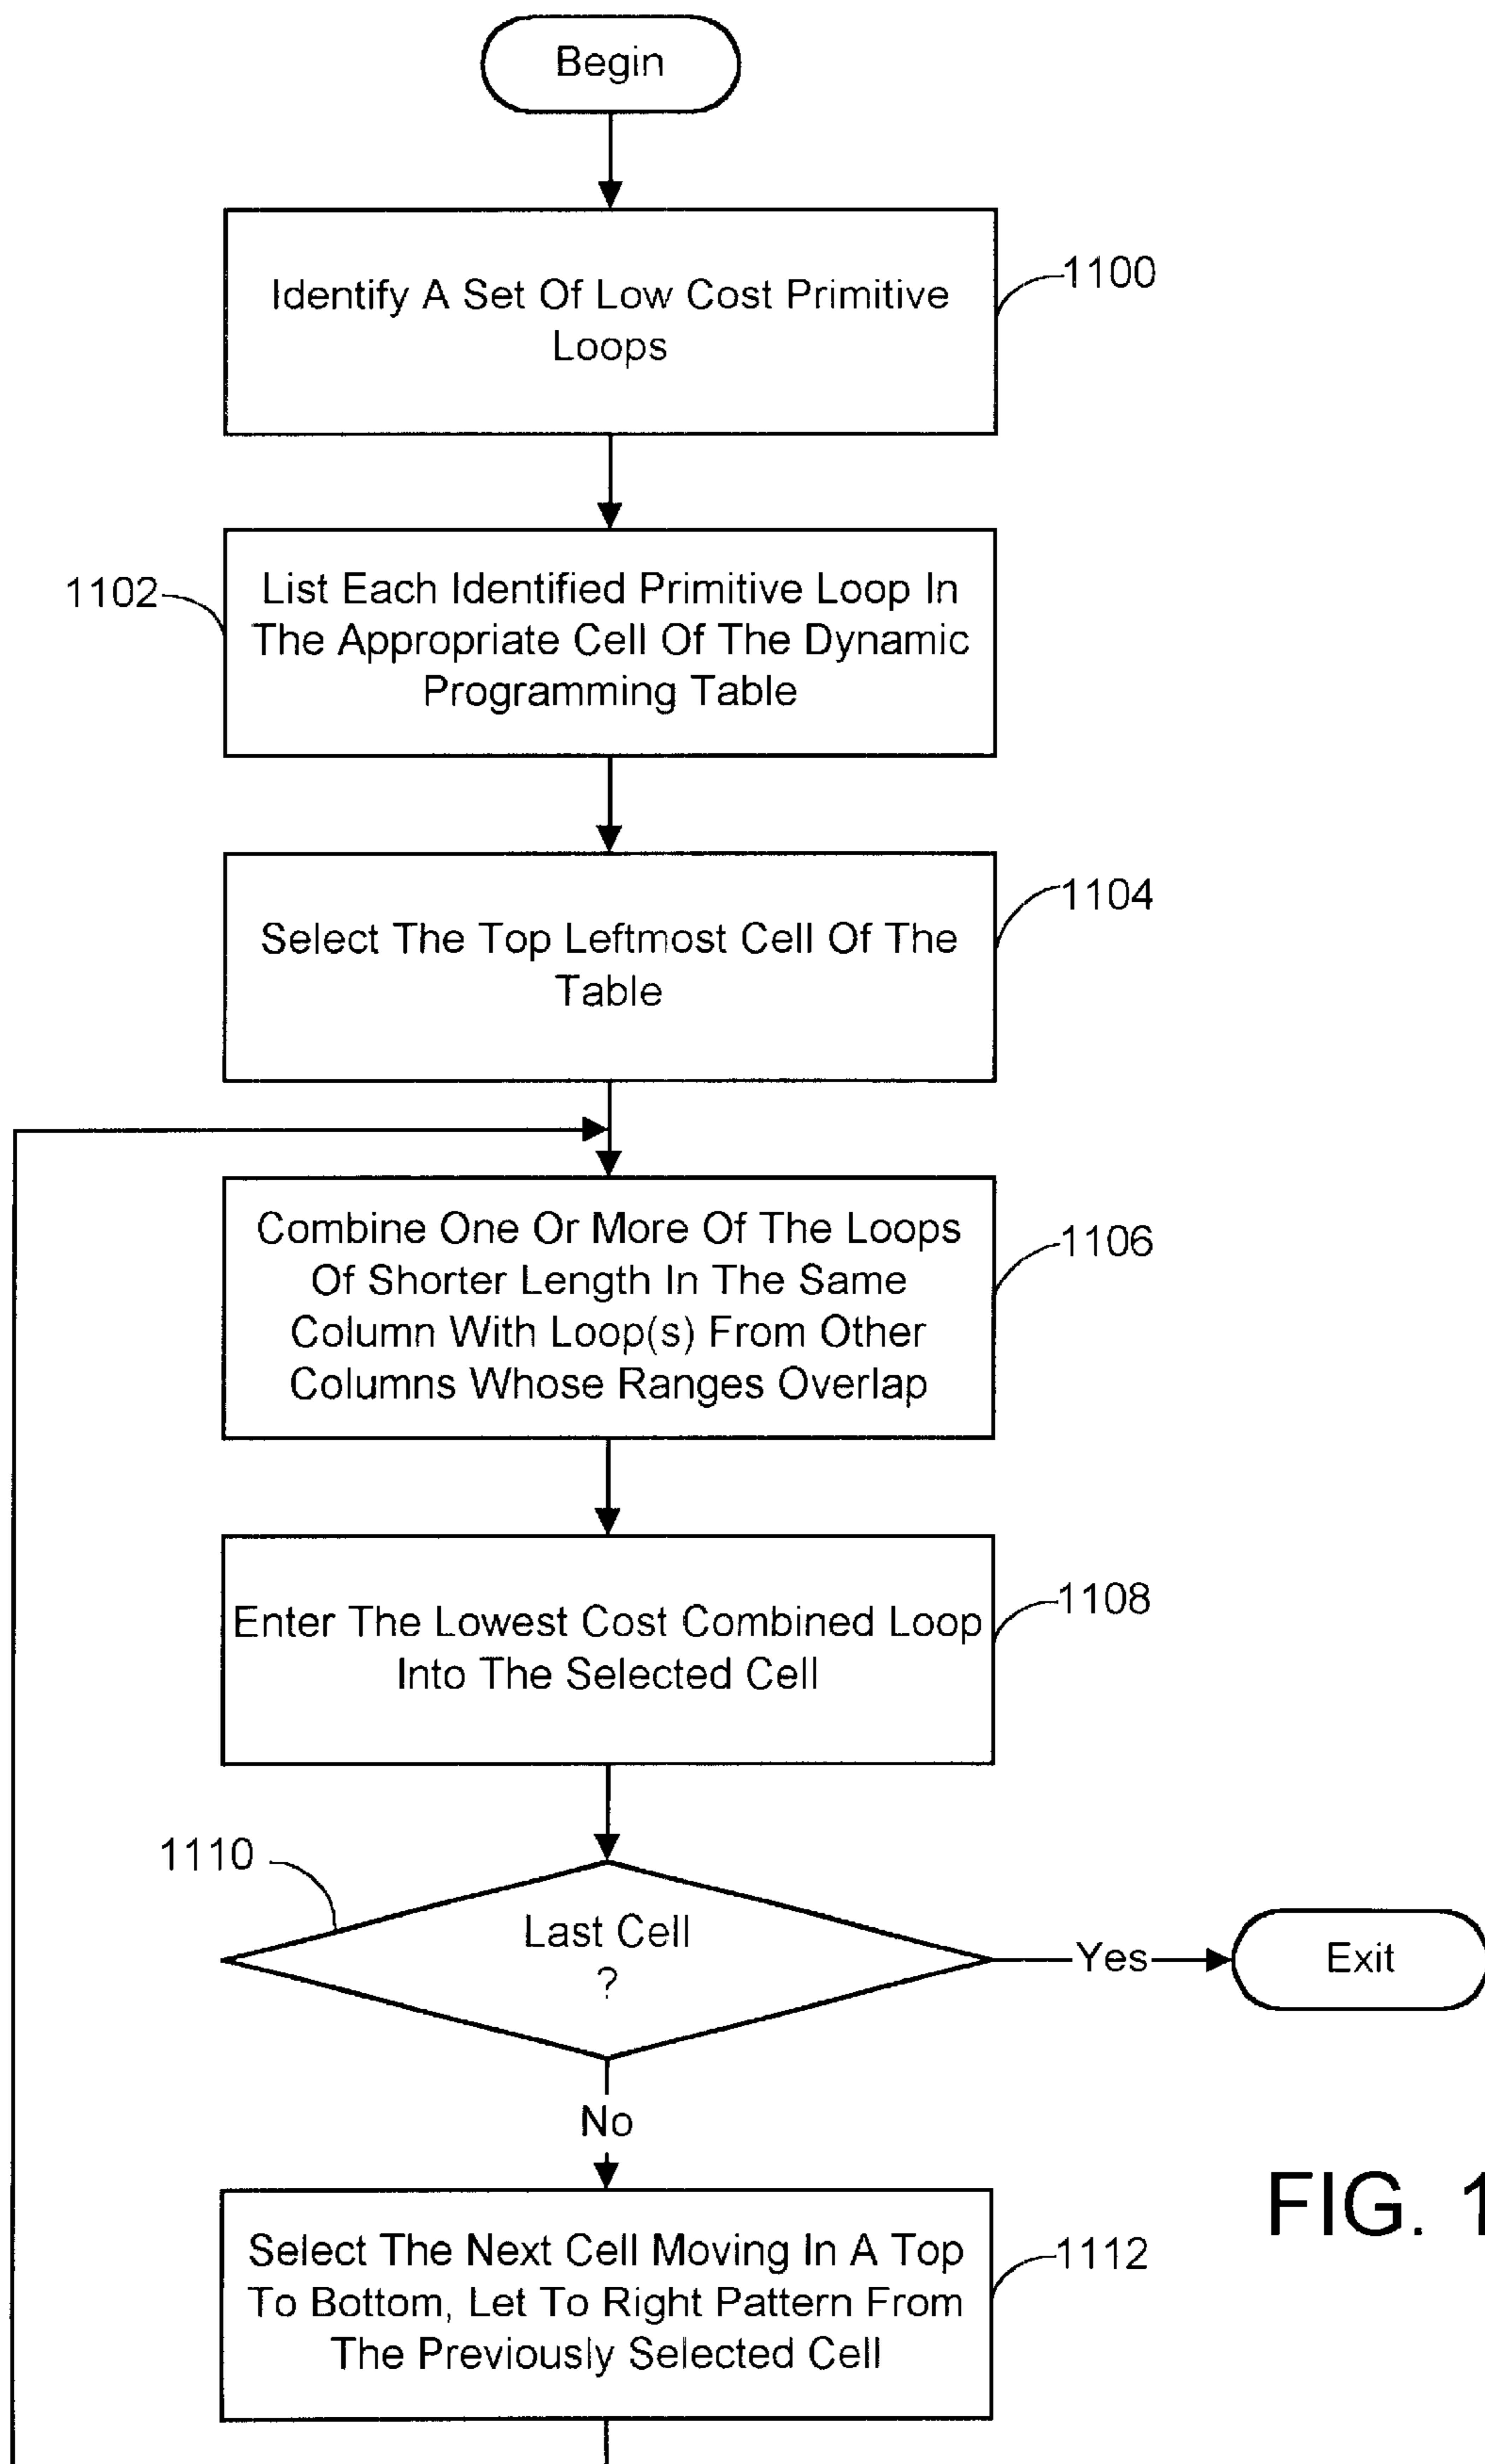 Begin
Identify A Set Of Low Cost Primitive
Loops
1100
1102
List Each Identified Primitive Loop In
The Appropriate Cell Of The Dynamic
Programming Table
1104
Select The Top Leftmost Cell Of The
Table
Combine One Or More Of The Loops
Of Shorter Length In The Same
Column With Loop(s) From Other
Columns Whose Ranges Overlap
1106
Enter The Lowest Cost Combined Loop
Into The Selected Cell
1108
1110
Last Cell
?
Yes
Exit
No
FIG. 1
Select The Next Cell Moving In A Top
To Bottom, Let To Right Pattern From
The Previously Selected Cell
1112